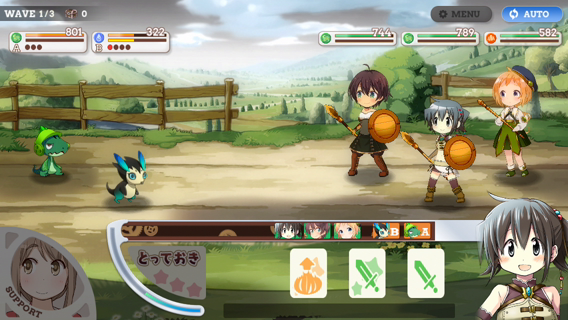 WAVE 1/3 0
MENU
AUTO
801
322
744
789
582
A
B
B
A
とっておき
SUPPORT